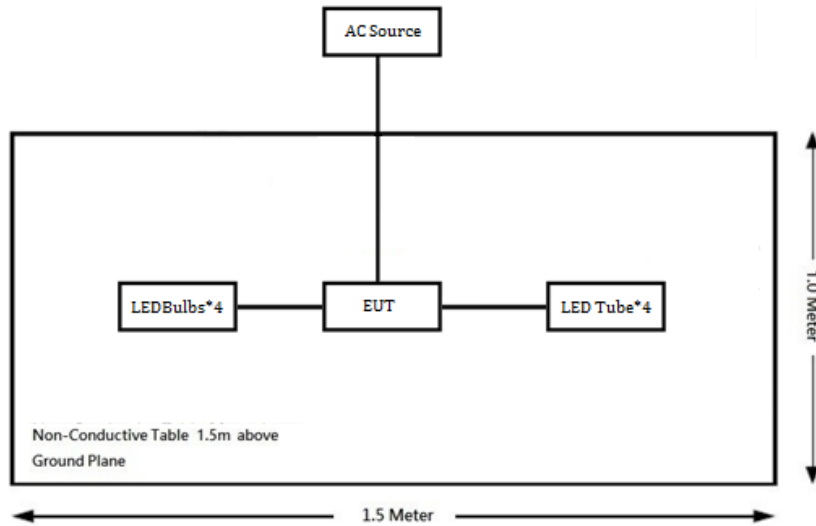 AC Source
LEDBulbs*4
EUT
LED Tube*4
1.0 Meter
Non-Conductive Table 1.5m above
Ground Plane
1.5 Meter